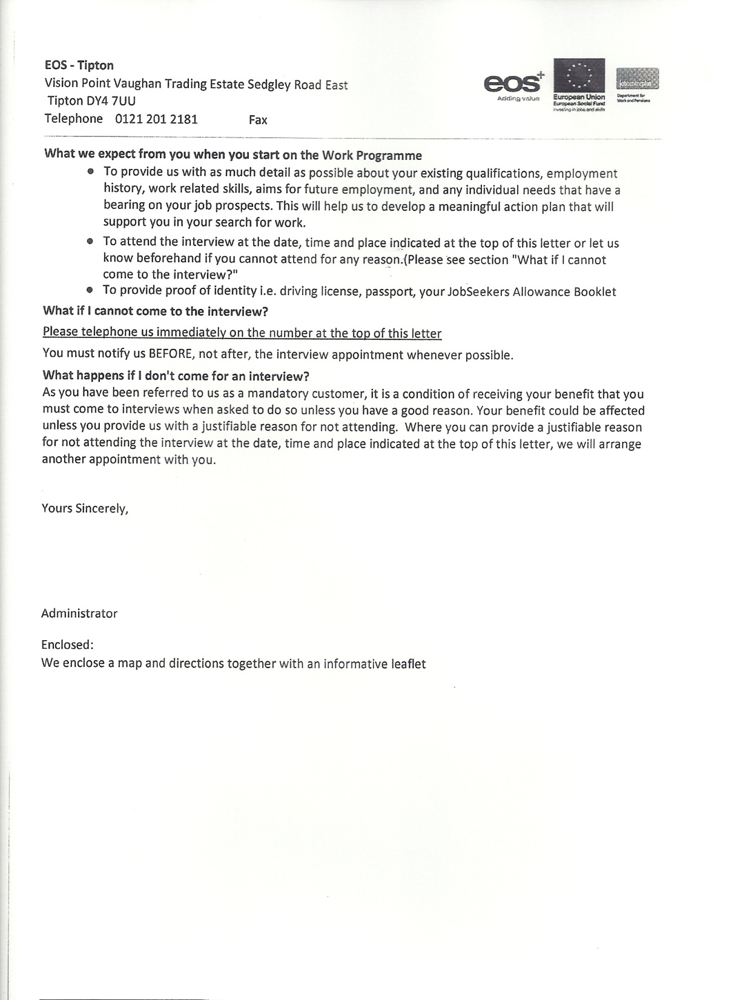 EOS - Tipton
Vision Point Vaughan Trading Estate Sedgley Road East
Tipton DY4 7UU
Telephone 0121 201 2181 Fax
eos+
Adding value
European Union
European Social Fund
Investing in jobs and skills
jobcentreplus
Department for
Work and Pensions
What we expect from you when you start on the Work Programme
• To provide us with as much detail as possible about your existing qualifications, employment
history, work related skills, aims for future employment, and any individual needs that have a
bearing on your job prospects. This will help us to develop a meaningful action plan that will
support you in your search for work.
• To attend the interview at the date, time and place indicated at the top of this letter or let us
know beforehand if you cannot attend for any reason.(Please see section "What if I cannot
come to the interview?"
• To provide proof of identity i.e. driving license, passport, your JobSeekers Allowance Booklet
What if I cannot come to the interview?
Please telephone us immediately on the number at the top of this letter
You must notify us BEFORE, not after, the interview appointment whenever possible.
What happens if I don't come for an interview?
As you have been referred to us as a mandatory customer, it is a condition of receiving your benefit that you
must come to interviews when asked to do so unless you have a good reason. Your benefit could be affected
unless you provide us with a justifiable reason for not attending. Where you can provide a justifiable reason
for not attending the interview at the date, time and place indicated at the top of this letter, we will arrange
another appointment with you.
Yours Sincerely,
Administrator
Enclosed:
We enclose a map and directions together with an informative leaflet